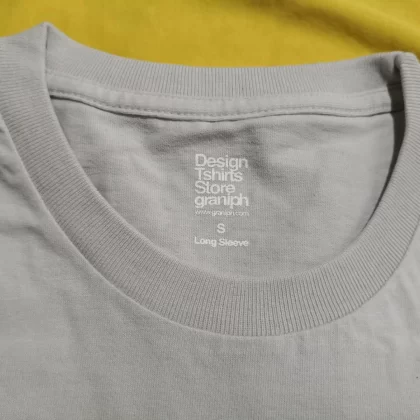 Design
Tshirts
Store
graniph
www.graniph.com
S
Long Sleeve